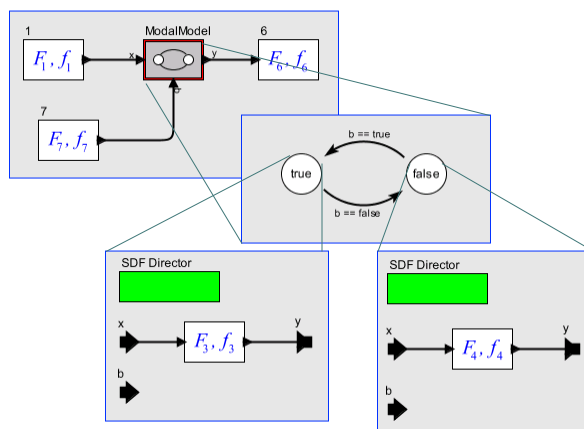 1
ModalModel
6
F₁, f₁
x
y
F₆, f₆
b
7
F₇, f₇
b == true
true
false
b == false
SDF Director
x
y
F₃, f₃
b
SDF Director
x
y
F₄, f₄
b